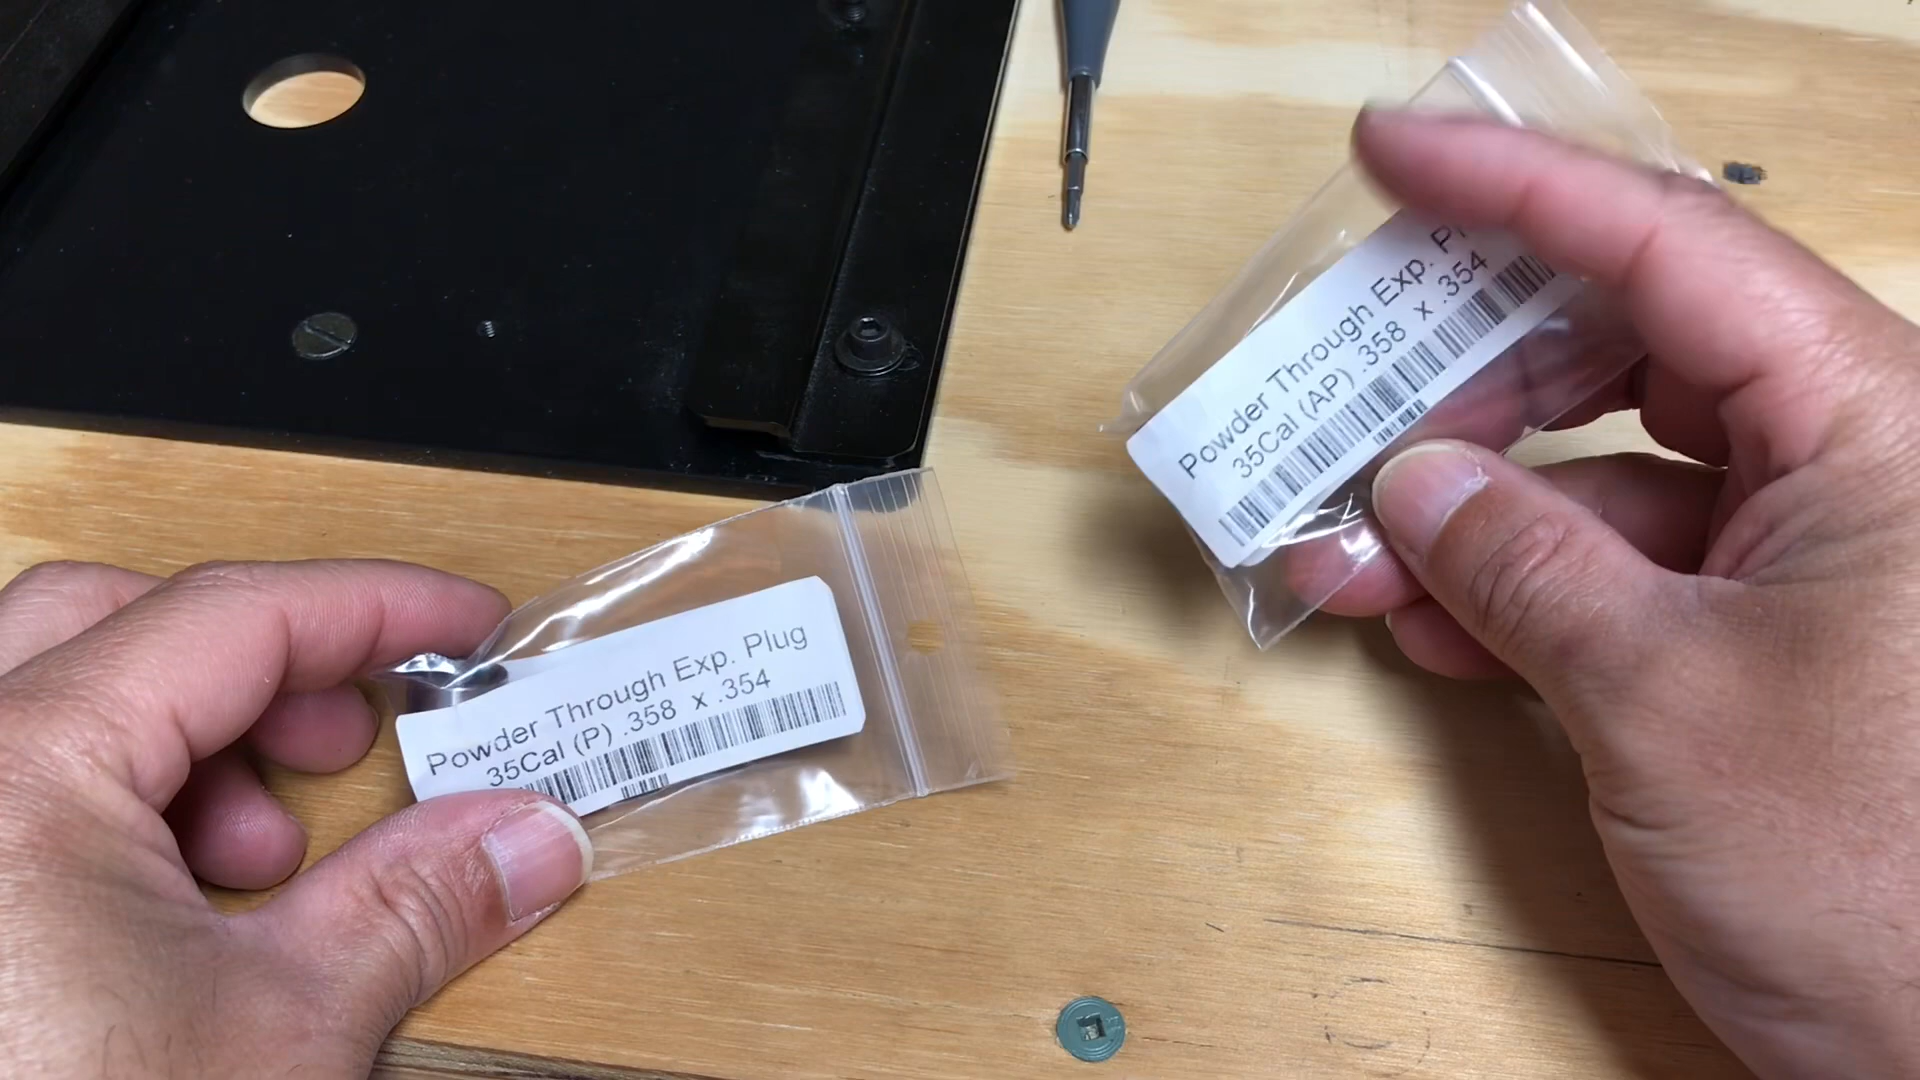 Powder Through Exp. Plug
35Cal (P) .358 x .354
Powder Through Exp.
35Cal (AP) .358 x .354